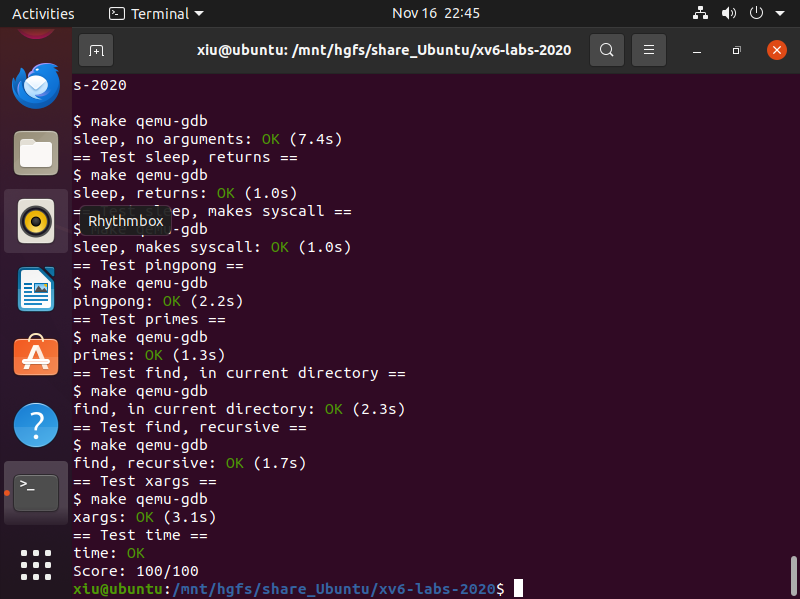 Activities Terminal Nov 16 22:45
xiu@ubuntu: /mnt/hgfs/share_Ubuntu/xv6-labs-2020
s-2020
$ make qemu-gdb
sleep, no arguments: OK (7.4s)
== Test sleep, returns ==
$ make qemu-gdb
sleep, returns: OK (1.0s)
== Test sleep, makes syscall ==
Rhythmbox
$ make qemu-gdb
sleep, makes syscall: OK (1.0s)
== Test pingpong ==
$ make qemu-gdb
pingpong: OK (2.2s)
== Test primes ==
$ make qemu-gdb
primes: OK (1.3s)
== Test find, in current directory ==
$ make qemu-gdb
find, in current directory: OK (2.3s)
== Test find, recursive ==
$ make qemu-gdb
find, recursive: OK (1.7s)
== Test xargs ==
$ make qemu-gdb
xargs: OK (3.1s)
== Test time ==
time: OK
Score: 100/100
xiu@ubuntu:/mnt/hgfs/share_Ubuntu/xv6-labs-2020$